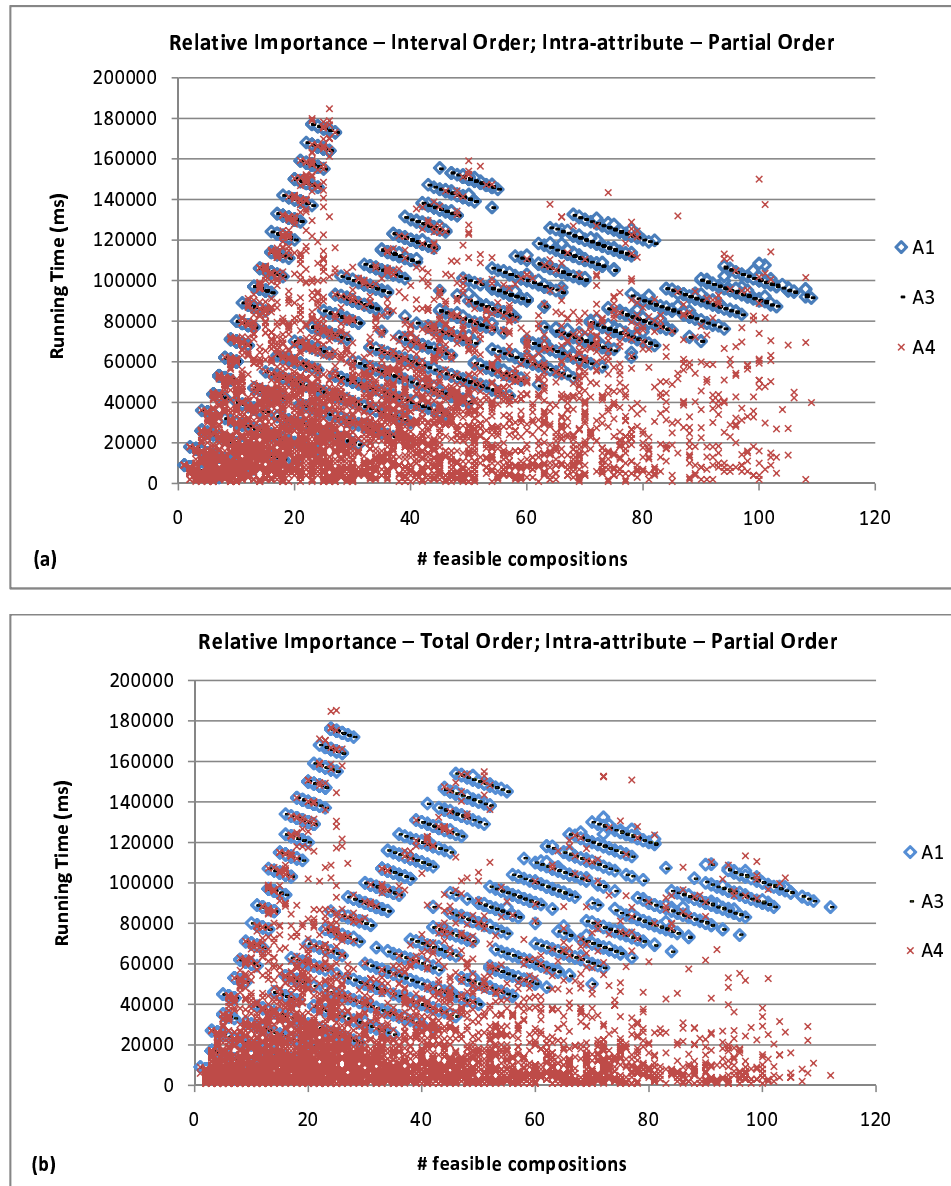 Relative Importance – Interval Order; Intra-attribute – Partial Order
200000
180000
160000
140000
120000
100000
80000
60000
40000
20000
0
Running Time (ms)
0 20 40 60 80 100 120
# feasible compositions
A1
A3
A4
(a)
Relative Importance – Total Order; Intra-attribute – Partial Order
200000
180000
160000
140000
120000
100000
80000
60000
40000
20000
0
Running Time (ms)
0 20 40 60 80 100 120
# feasible compositions
A1
A3
A4
(b)